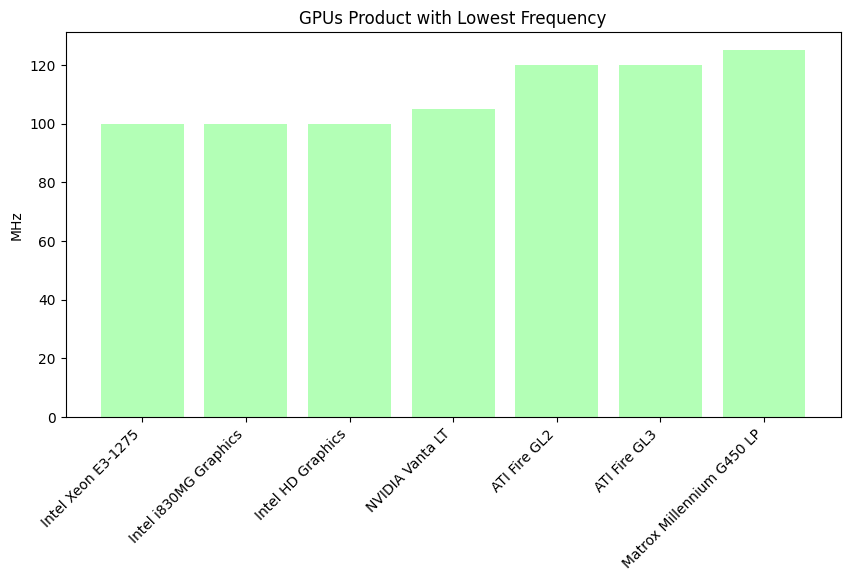 GPUs Product with Lowest Frequency
MHz
120
100
80
60
40
20
0
Intel Xeon E3-1275
Intel i830MG Graphics
Intel HD Graphics
NVIDIA Vanta LT
ATI Fire GL2
ATI Fire GL3
Matrox Millennium G450 LP